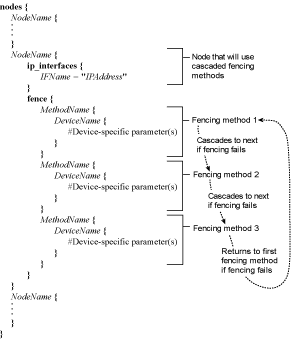 nodes {
NodeName {
.
.
.
}
NodeName {
ip_interfaces {
IFName = "IPAddress"
}
fence {
MethodName {
DeviceName {
#Device-specific parameter(s)
}
}
MethodName {
DeviceName {
#Device-specific parameter(s)
}
}
MethodName {
DeviceName {
#Device-specific parameter(s)
}
}
}
}
NodeName {
.
.
.
}
}
Node that will use
cascaded fencing
methods
Fencing method 1
Cascades to next
if fencing fails
Fencing method 2
Cascades to next
if fencing fails
Fencing method 3
Returns to first
fencing method
if fencing fails